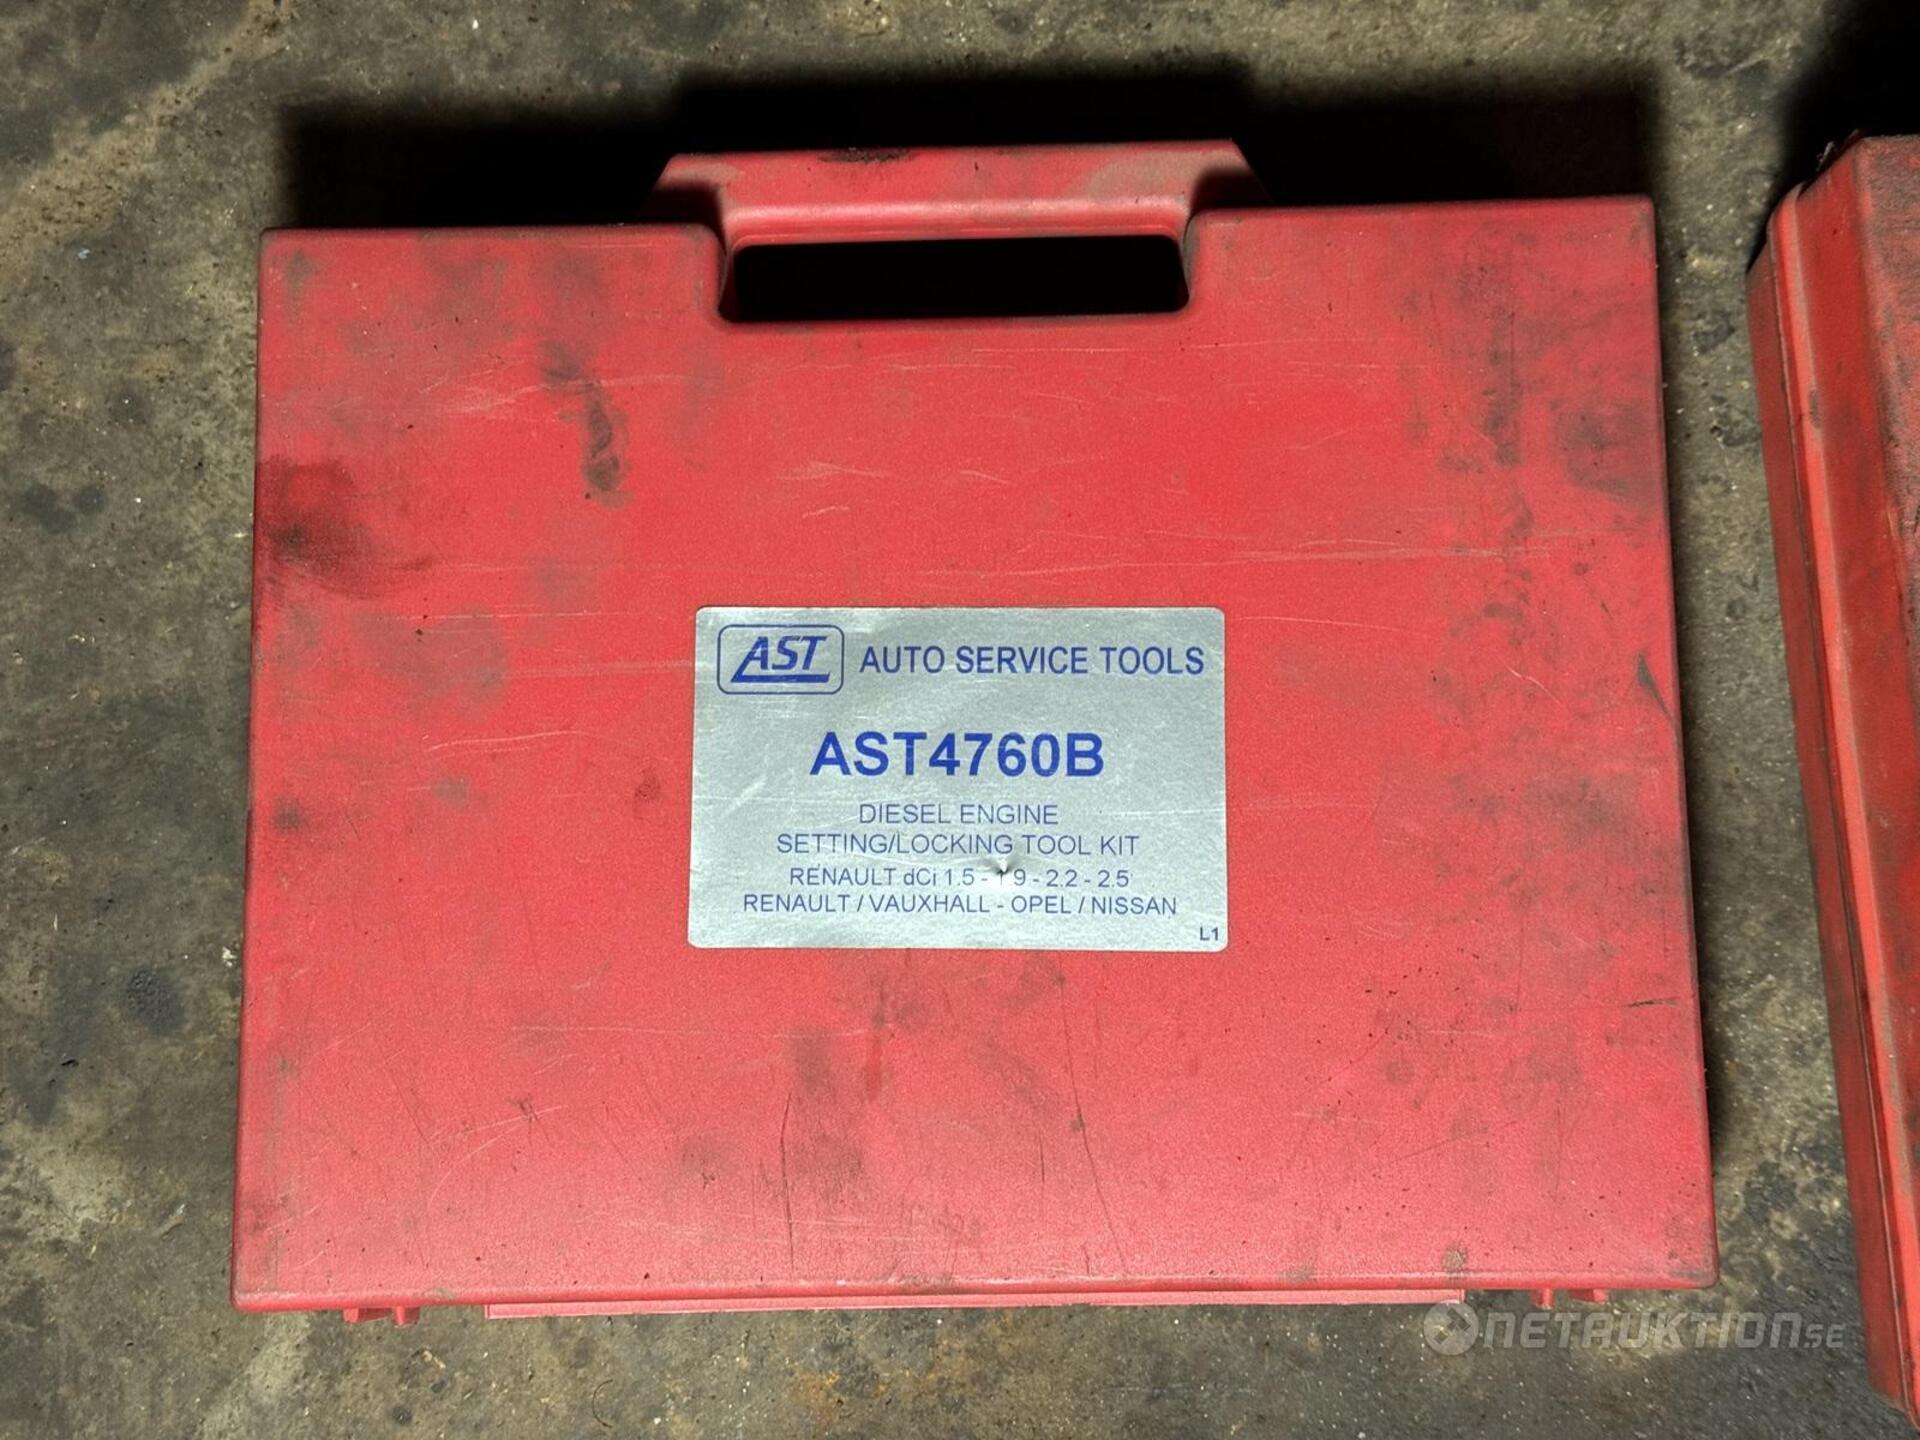 AST AUTO SERVICE TOOLS
AST4760B
DIESEL ENGINE
SETTING/LOCKING TOOL KIT
RENAULT dCi 1.5 - 1.9 - 2.2 - 2.5
RENAULT / VAUXHALL - OPEL / NISSAN
L1
NETAUKTION.SE